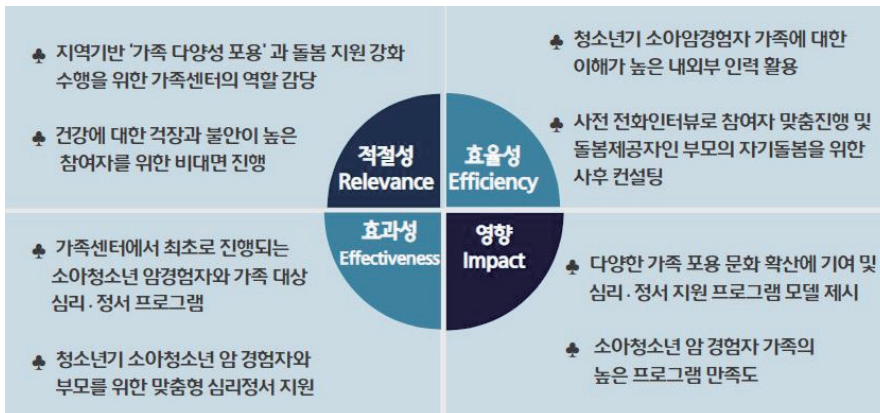 ♣ 지역기반 '가족 다양성 포용' 과 돌봄 지원 강화
수행을 위한 가족센터의 역할 감당
♣ 건강에 대한 걱장과 불안이 높은
참여자를 위한 비대면 진행
적절성
Relevance
♣ 청소년기 소아암경험자 가족에 대한
이해가 높은 내외부 인력 활용
♣ 사전 전화인터뷰로 참여자 맞춤진행 및
돌봄제공자인 부모의 자기돌봄을 위한
사후 컨설팅
효율성
Efficiency
♣ 가족센터에서 최초로 진행되는
소아청소년 암경험자와 가족 대상
심리 . 정서 프로그램
♣ 청소년기 소아청소년 암 경험자와
부모를 위한 맞춤형 심리정서 지원
효과성
Effectiveness
영향
Impact
♣ 다양한 가족 포용 문화 확산에 기여 및
심리 . 정서 지원 프로그램 모델 제시
♣ 소아청소년 암 경험자 가족의
높은 프로그램 만족도